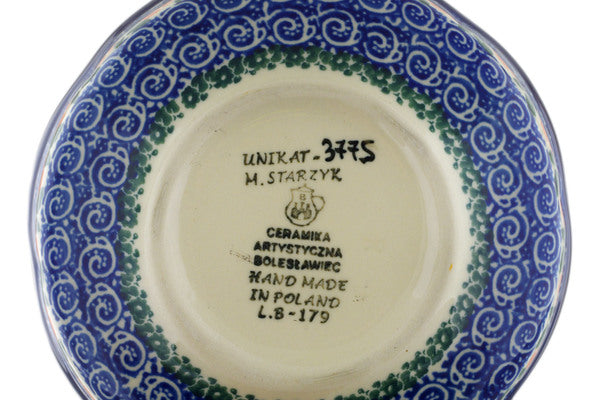 UNIKAT-3775
M. STARZYK
B
CERAMIKA
ARTYSTYCZNA
BOLESŁAWIEC
HAND MADE
IN POLAND
L.B-179